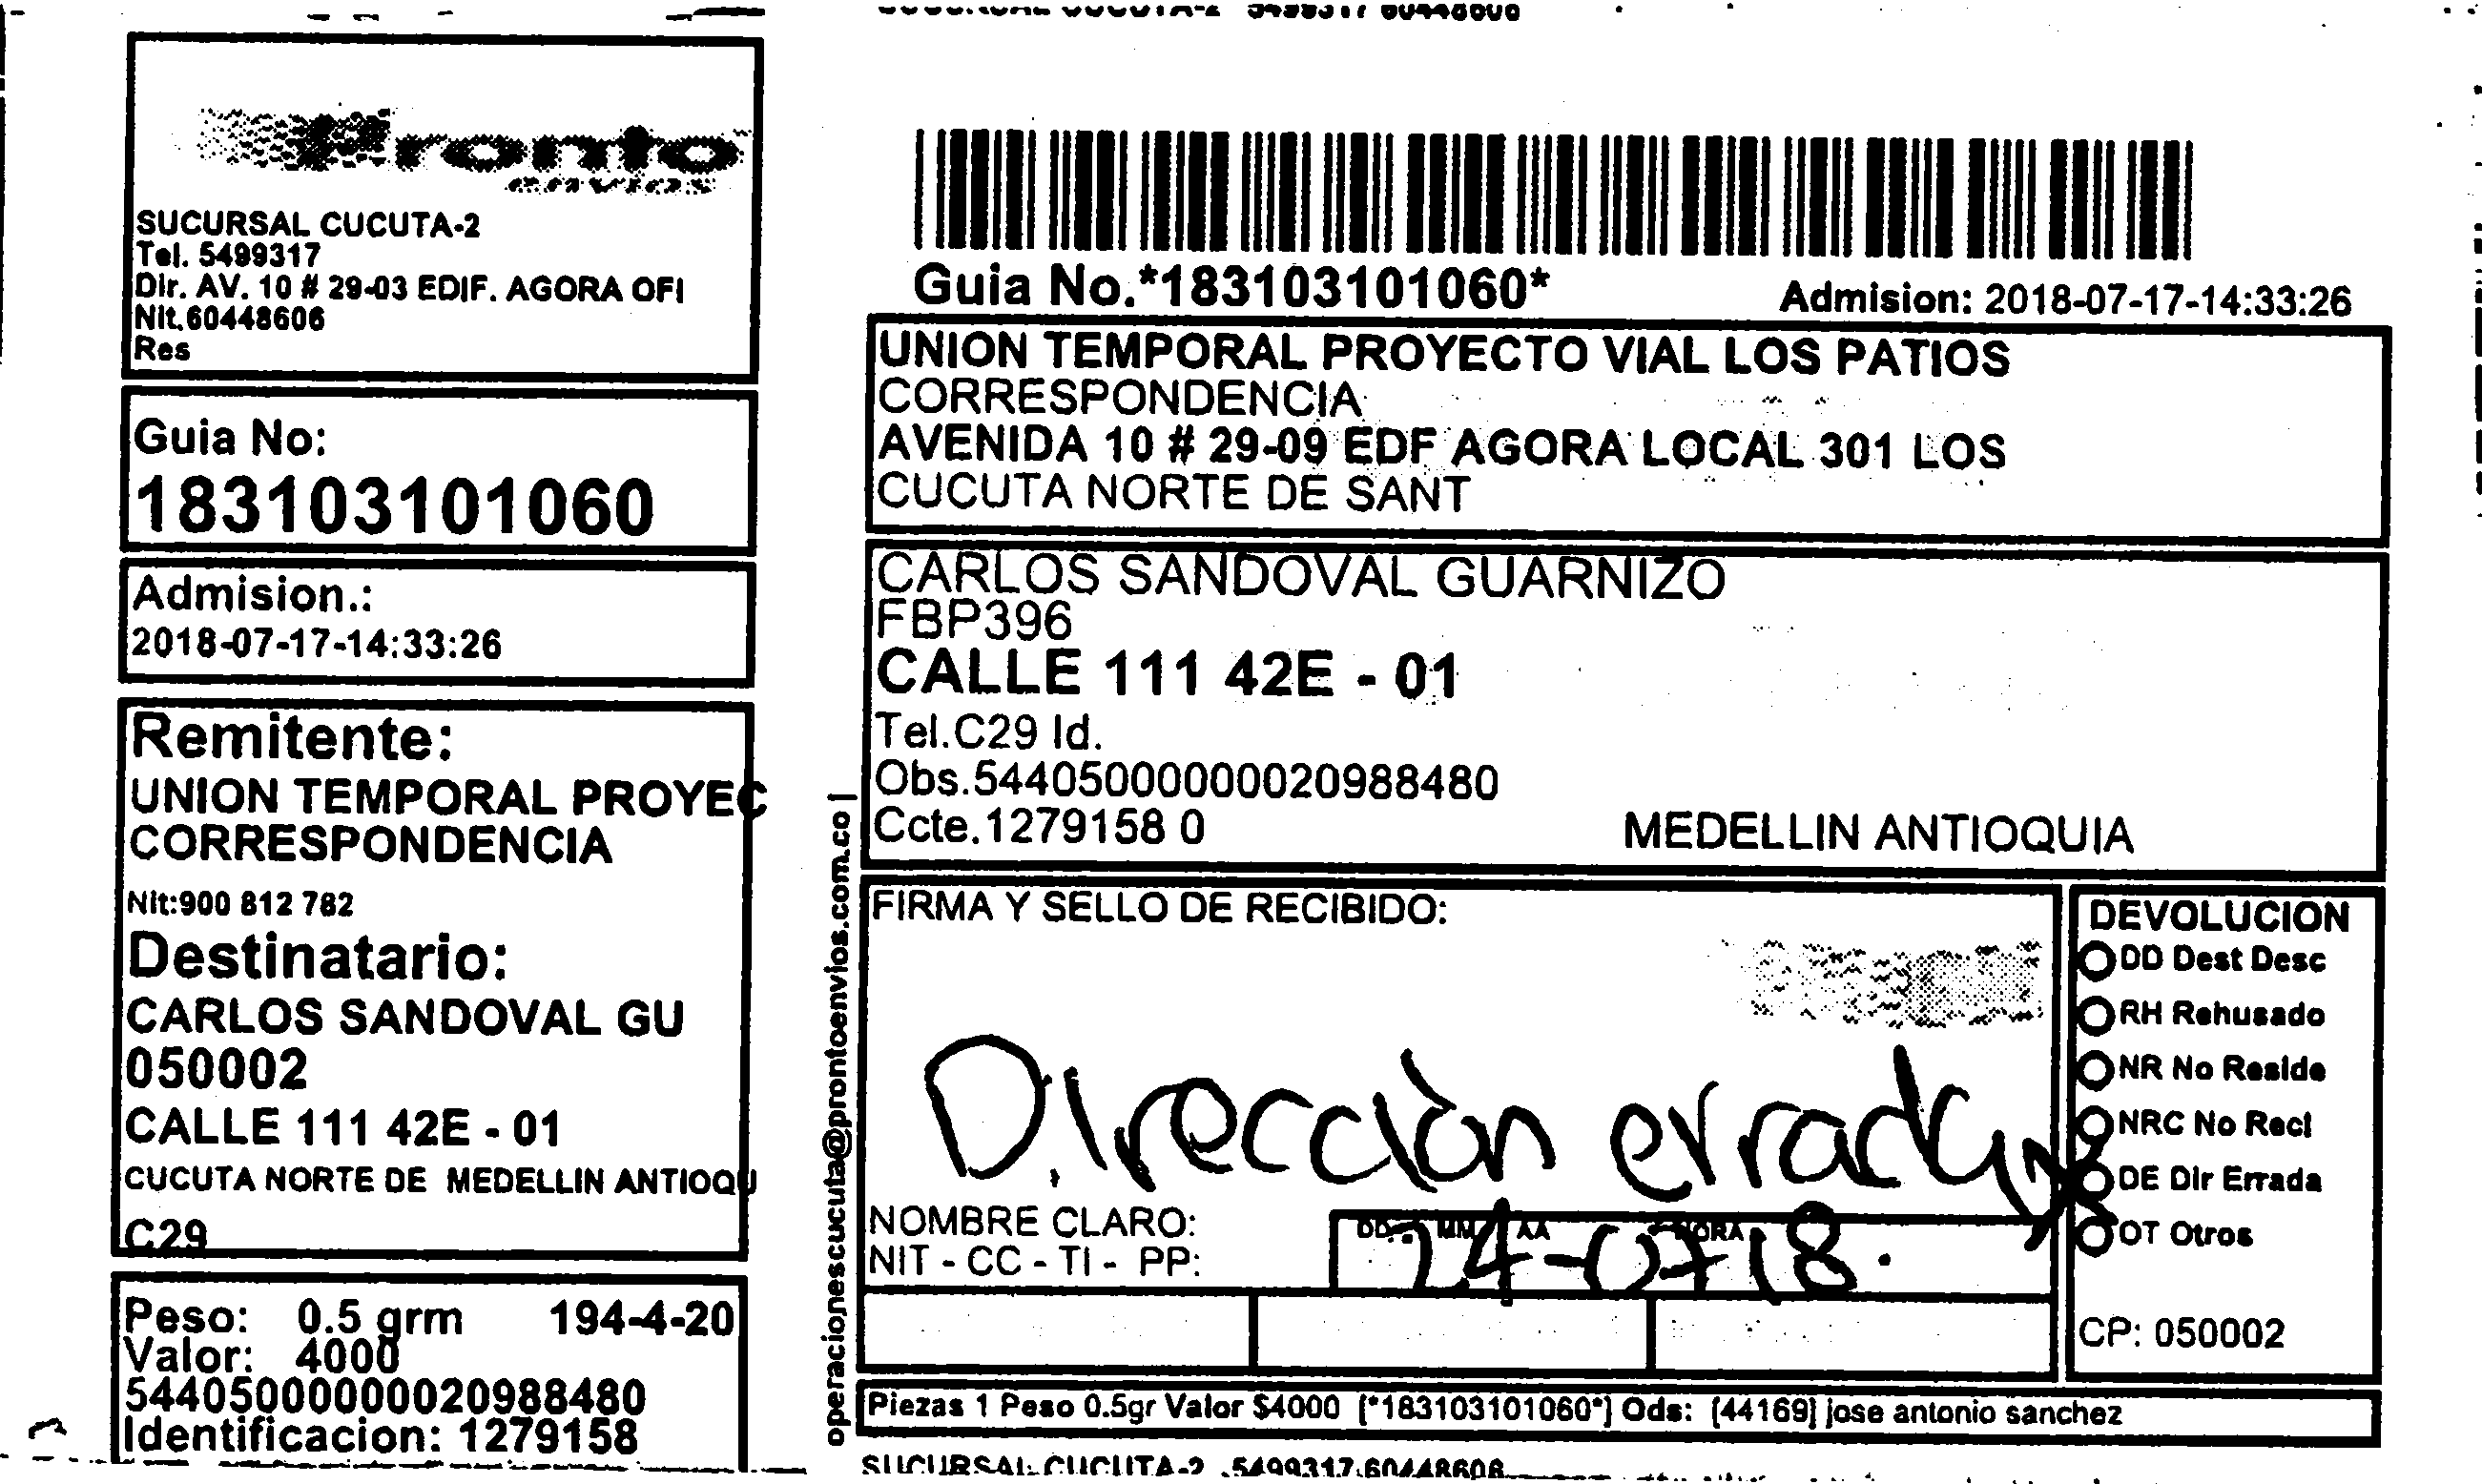 Pronto
envios
SUCURSAL CUCUTA-2
Tel. 5499317
Dir. AV. 10 # 29-03 EDIF. AGORA OFI
Nit.60448606
Res
Guia No:
183103101060
Admision.:
2018-07-17-14:33:26
Remitente:
UNION TEMPORAL PROYEC
CORRESPONDENCIA
Nit:900 812 782
Destinatario:
CARLOS SANDOVAL GU
050002
CALLE 111 42E - 01
CUCUTA NORTE DE MEDELLIN ANTIOQU
C29
Peso: 0.5 grm 194-4-20
Valor: 4000
544050000000020988480
Identificacion: 1279158
operacionescucuta@prontoenvios.com.co |
Guia No.*183103101060*
Admision: 2018-07-17-14:33:26
UNION TEMPORAL PROYECTO VIAL LOS PATIOS
CORRESPONDENCIA
AVENIDA 10 # 29-09 EDF AGORA LOCAL 301 LOS
CUCUTA NORTE DE SANT
CARLOS SANDOVAL GUARNIZO
FBP396
CALLE 111 42E - 01
Tel.C29 Id.
Obs.544050000000020988480
Ccte.1279158 0
MEDELLIN ANTIOQUIA
FIRMA Y SELLO DE RECIBIDO:
Dirección errada
NOMBRE CLARO:
NIT - CC - TI - PP:
DD MM AA HORA
24-07-18
DEVOLUCION
DD Dest Desc
RH Rehusado
NR No Reside
NRC No Recl
DE Dir Errada
OT Otros
CP: 050002
Piezas 1 Peso 0.5gr Valor $4000 [*183103101060*] Ods: [44169] jose antonio sanchez
SUCURSAL CUCUTA-2 5499317 60448606